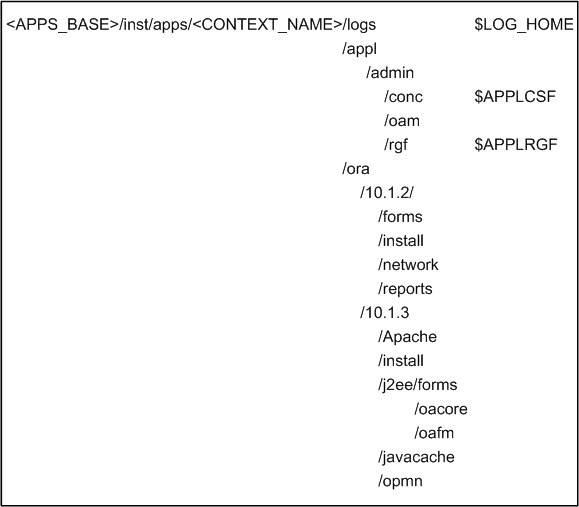 <APPS_BASE>/inst/apps/<CONTEXT_NAME>/logs $LOG_HOME
/appl
/admin
/conc $APPLCSF
/oam
/rgf $APPLRGF
/ora
/10.1.2/
/forms
/install
/network
/reports
/10.1.3
/Apache
/install
/j2ee/forms
/oacore
/oafm
/javacache
/opmn